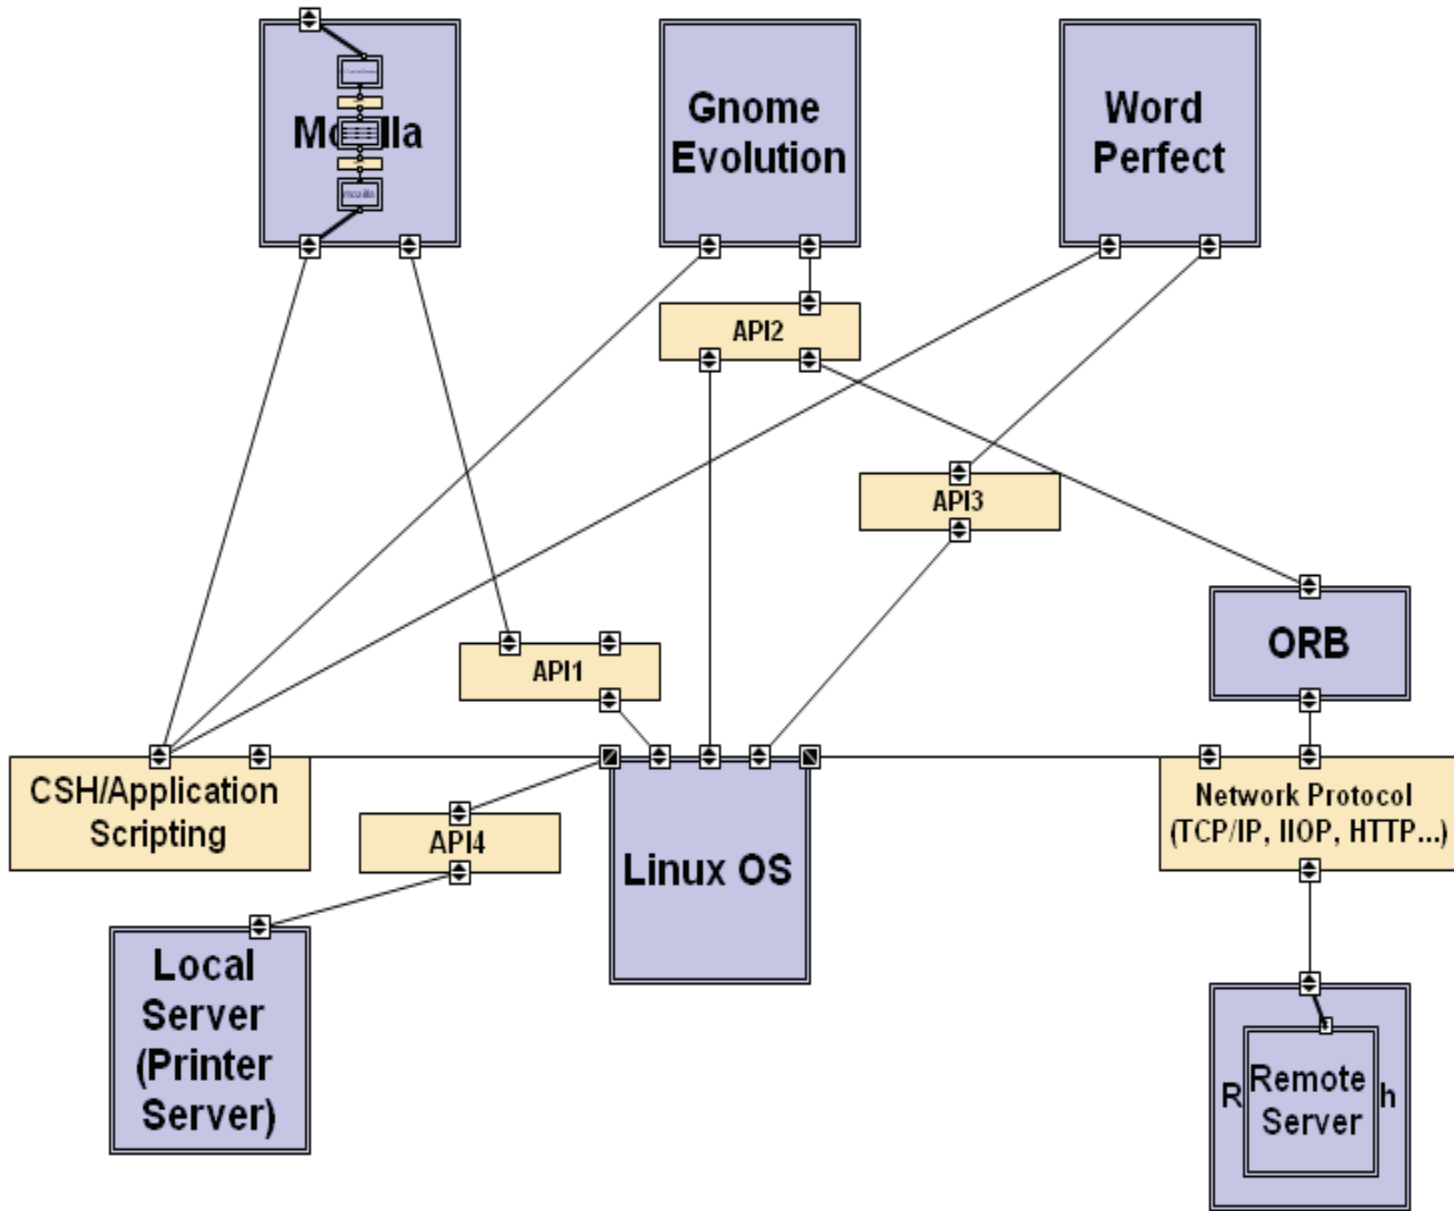 Gnome
Evolution
Word
Perfect
mozilla
API2
API3
API1
ORB
CSH/Application
Scripting
API4
Linux OS
Network Protocol
(TCP/IP, IIOP, HTTP...)
Local
Server
(Printer
Server)
Remote
Server